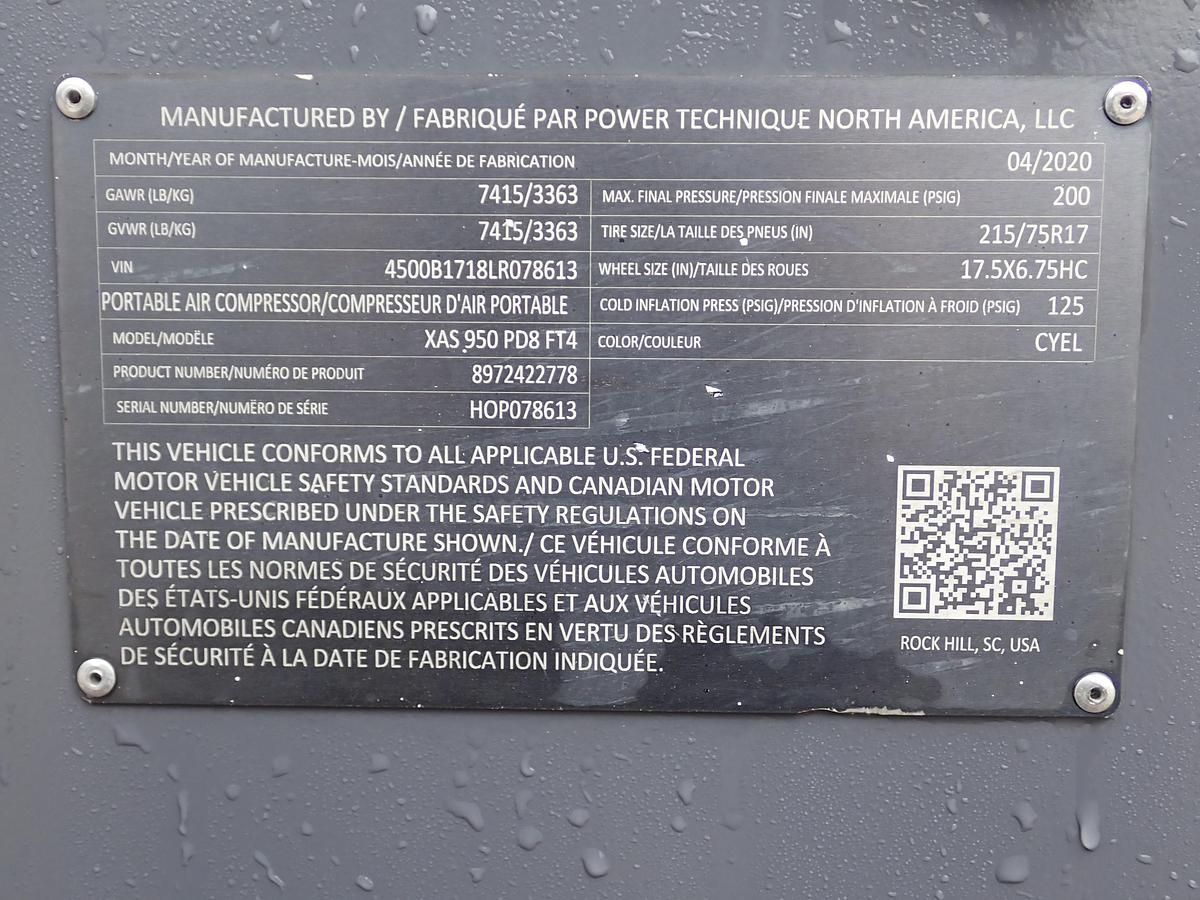 MANUFACTURED BY / FABRIQUÉ PAR POWER TECHNIQUE NORTH AMERICA, LLC
MONTH/YEAR OF MANUFACTURE-MOIS/ANNÉE DE FABRICATION 04/2020
GAWR (LB/KG) 7415/3363 MAX. FINAL PRESSURE/PRESSION FINALE MAXIMALE (PSIG) 200
GVWR (LB/KG) 7415/3363 TIRE SIZE/LA TAILLE DES PNEUS (IN) 215/75R17
VIN 4500B1718LR078613 WHEEL SIZE (IN)/TAILLE DES ROUES 17.5X6.75HC
PORTABLE AIR COMPRESSOR/COMPRESSEUR D'AIR PORTABLE COLD INFLATION PRESS (PSIG)/PRESSION D'INFLATION À FROID (PSIG) 125
MODEL/MODËLE XAS 950 PD8 FT4 COLOR/COULEUR CYEL
PRODUCT NUMBER/NUMÉRO DE PRODUIT 8972422778
SERIAL NUMBER/NUMËRO DE SÉRIE HOP078613
THIS VEHICLE CONFORMS TO ALL APPLICABLE U.S. FEDERAL
MOTOR VEHICLE SAFETY STANDARDS AND CANADIAN MOTOR
VEHICLE PRESCRIBED UNDER THE SAFETY REGULATIONS ON
THE DATE OF MANUFACTURE SHOWN./ CE VÉHICULE CONFORME À
TOUTES LES NORMES DE SÉCURITÉ DES VÉHICULES AUTOMOBILES
DES ÉTATS-UNIS FÉDÉRAUX APPLICABLES ET AUX VÉHICULES
AUTOMOBILES CANADIENS PRESCRITS EN VERTU DES RÈGLEMENTS
DE SÉCURITÉ À LA DATE DE FABRICATION INDIQUÉE.
ROCK HILL, SC, USA